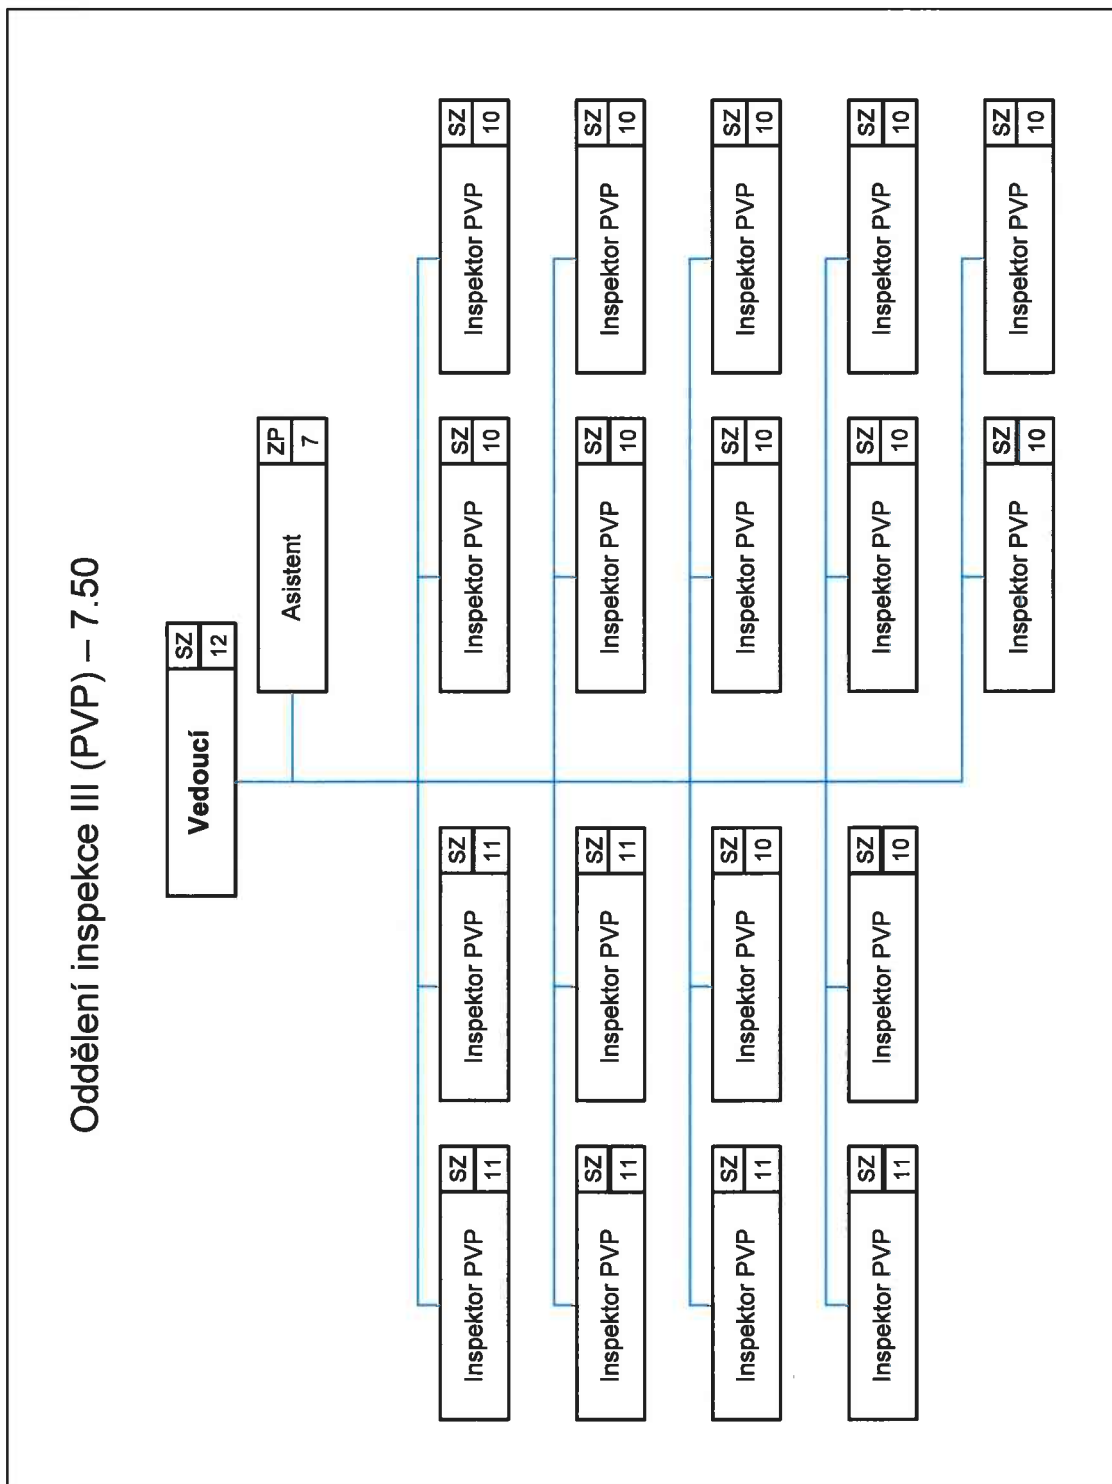 Oddělení inspekce III (PVP) – 7.50
Vedoucí
SZ
12
Asistent
ZP
7
Inspektor PVP
SZ
11
Inspektor PVP
SZ
11
Inspektor PVP
SZ
10
Inspektor PVP
SZ
10
Inspektor PVP
SZ
11
Inspektor PVP
SZ
11
Inspektor PVP
SZ
10
Inspektor PVP
SZ
10
Inspektor PVP
SZ
11
Inspektor PVP
SZ
10
Inspektor PVP
SZ
10
Inspektor PVP
SZ
10
Inspektor PVP
SZ
11
Inspektor PVP
SZ
10
Inspektor PVP
SZ
10
Inspektor PVP
SZ
10
Inspektor PVP
SZ
10
Inspektor PVP
SZ
10